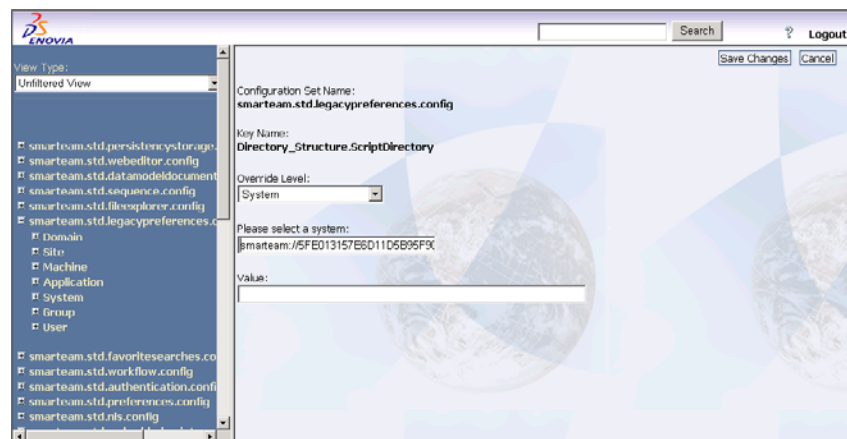 ENOVIA
Search
?
Logout
View Type:
Unfiltered View
smarteam.std.persistencystorage.
smarteam.std.webeditor.config
smarteam.std.datamodeldocument
smarteam.std.sequence.config
smarteam.std.fileexplorer.config
smarteam.std.legacypreferences.c
Domain
Site
Machine
Application
System
Group
User
smarteam.std.favoritesearches.co
smarteam.std.workflow.config
smarteam.std.authentication.confi
smarteam.std.preferences.config
smarteam.std.nls.config
Save Changes
Cancel
Configuration Set Name:
smarteam.std.legacypreferences.config
Key Name:
Directory_Structure.ScriptDirectory
Override Level:
System
Please select a system:
smarteam://5FE013157E6D11D5B95F9(
Value: